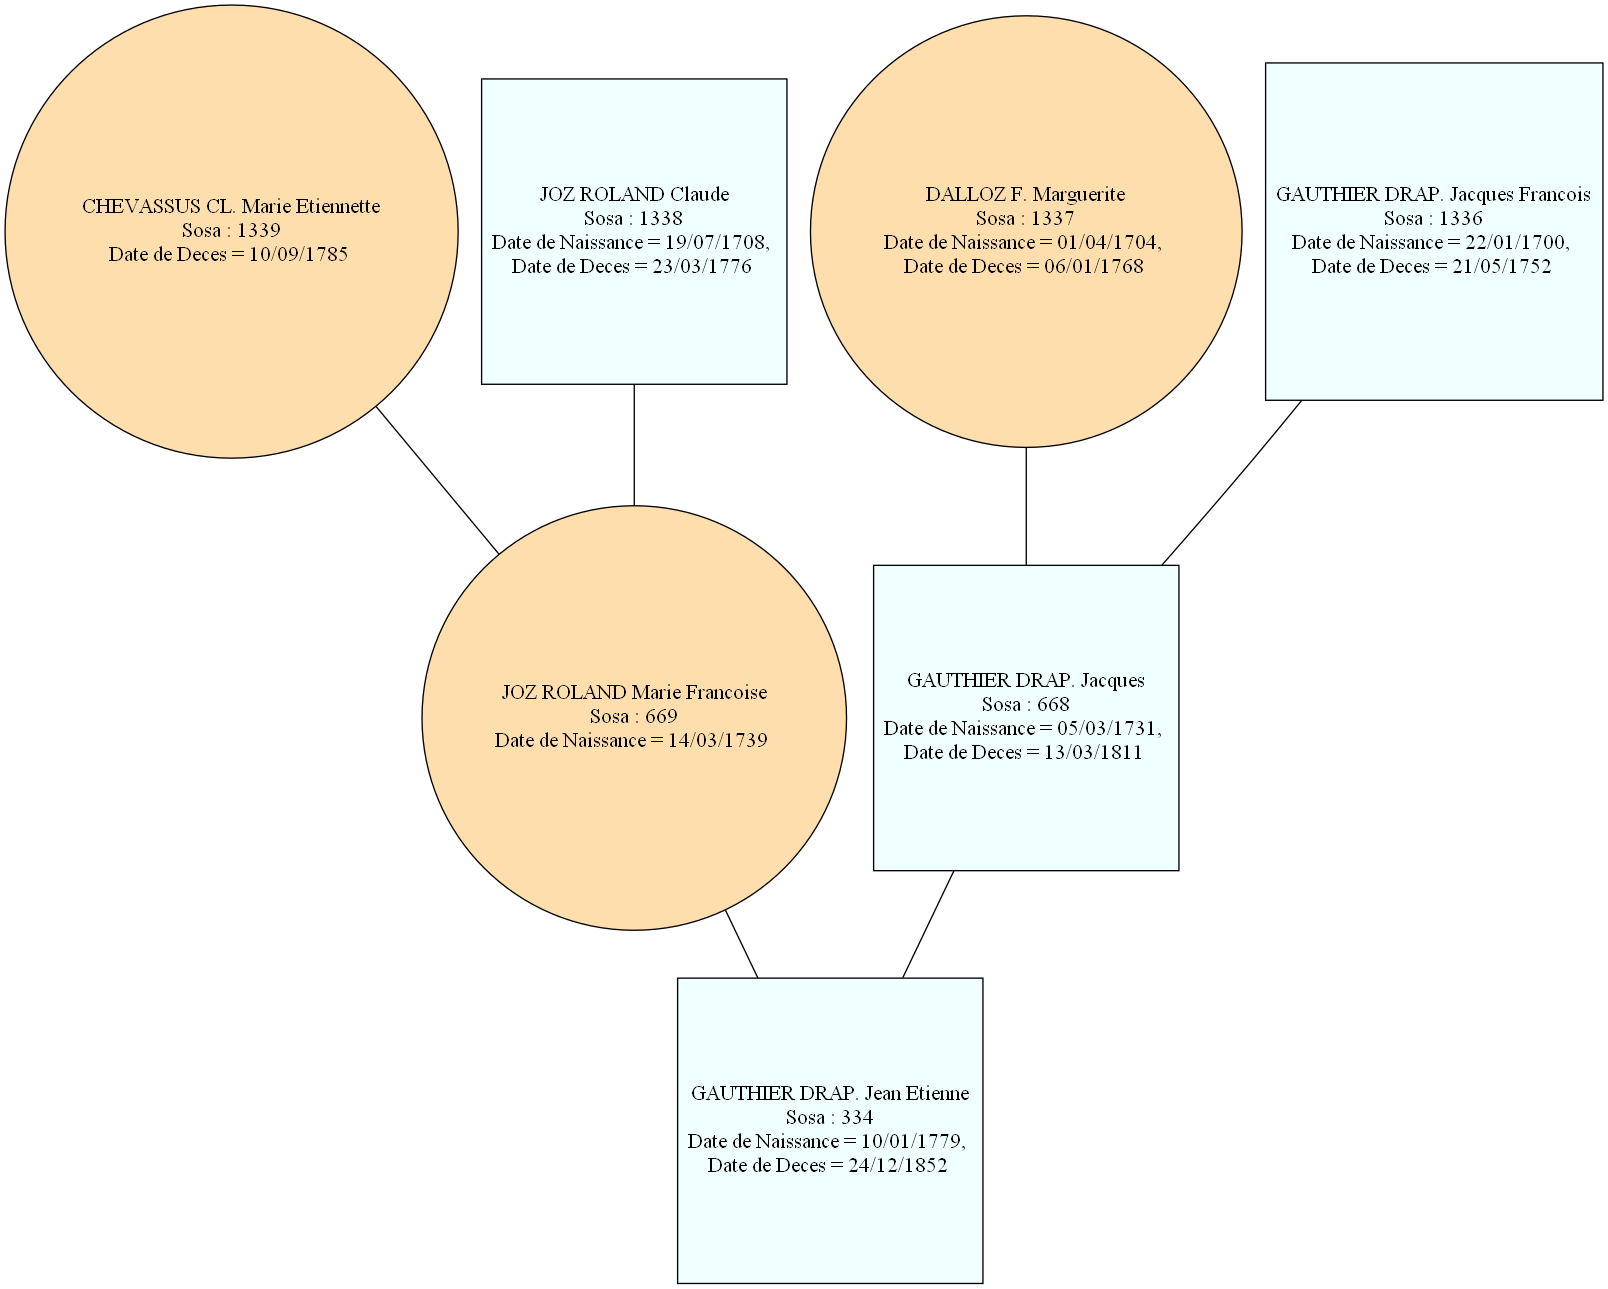 CHEVASSUS CL. Marie Etiennette
Sosa : 1339
Date de Deces = 10/09/1785
JOZ ROLAND Claude
Sosa : 1338
Date de Naissance = 19/07/1708,
Date de Deces = 23/03/1776
DALLOZ F. Marguerite
Sosa : 1337
Date de Naissance = 01/04/1704,
Date de Deces = 06/01/1768
GAUTHIER DRAP. Jacques Francois
Sosa : 1336
Date de Naissance = 22/01/1700,
Date de Deces = 21/05/1752
JOZ ROLAND Marie Francoise
Sosa : 669
Date de Naissance = 14/03/1739
GAUTHIER DRAP. Jacques
Sosa : 668
Date de Naissance = 05/03/1731,
Date de Deces = 13/03/1811
GAUTHIER DRAP. Jean Etienne
Sosa : 334
Date de Naissance = 10/01/1779,
Date de Deces = 24/12/1852